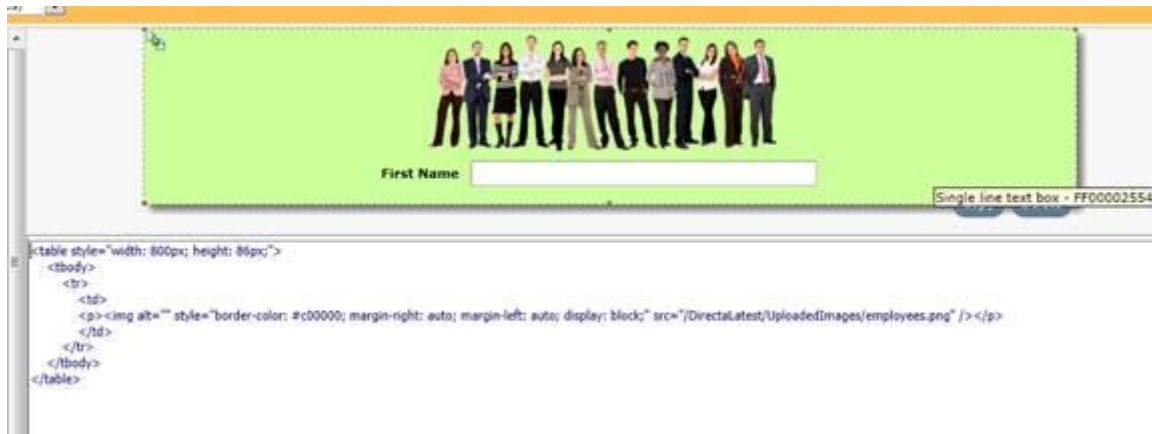 First Name
Single line text box - FF00002554
<table style="width: 800px; height: 86px;">
<tbody>
<tr>
<td>
<p><img alt="" style="border-color: #c00000; margin-right: auto; margin-left: auto; display: block;" src="/DirectaLatest/UploadedImages/employees.png" /></p>
</td>
</tr>
</tbody>
</table>